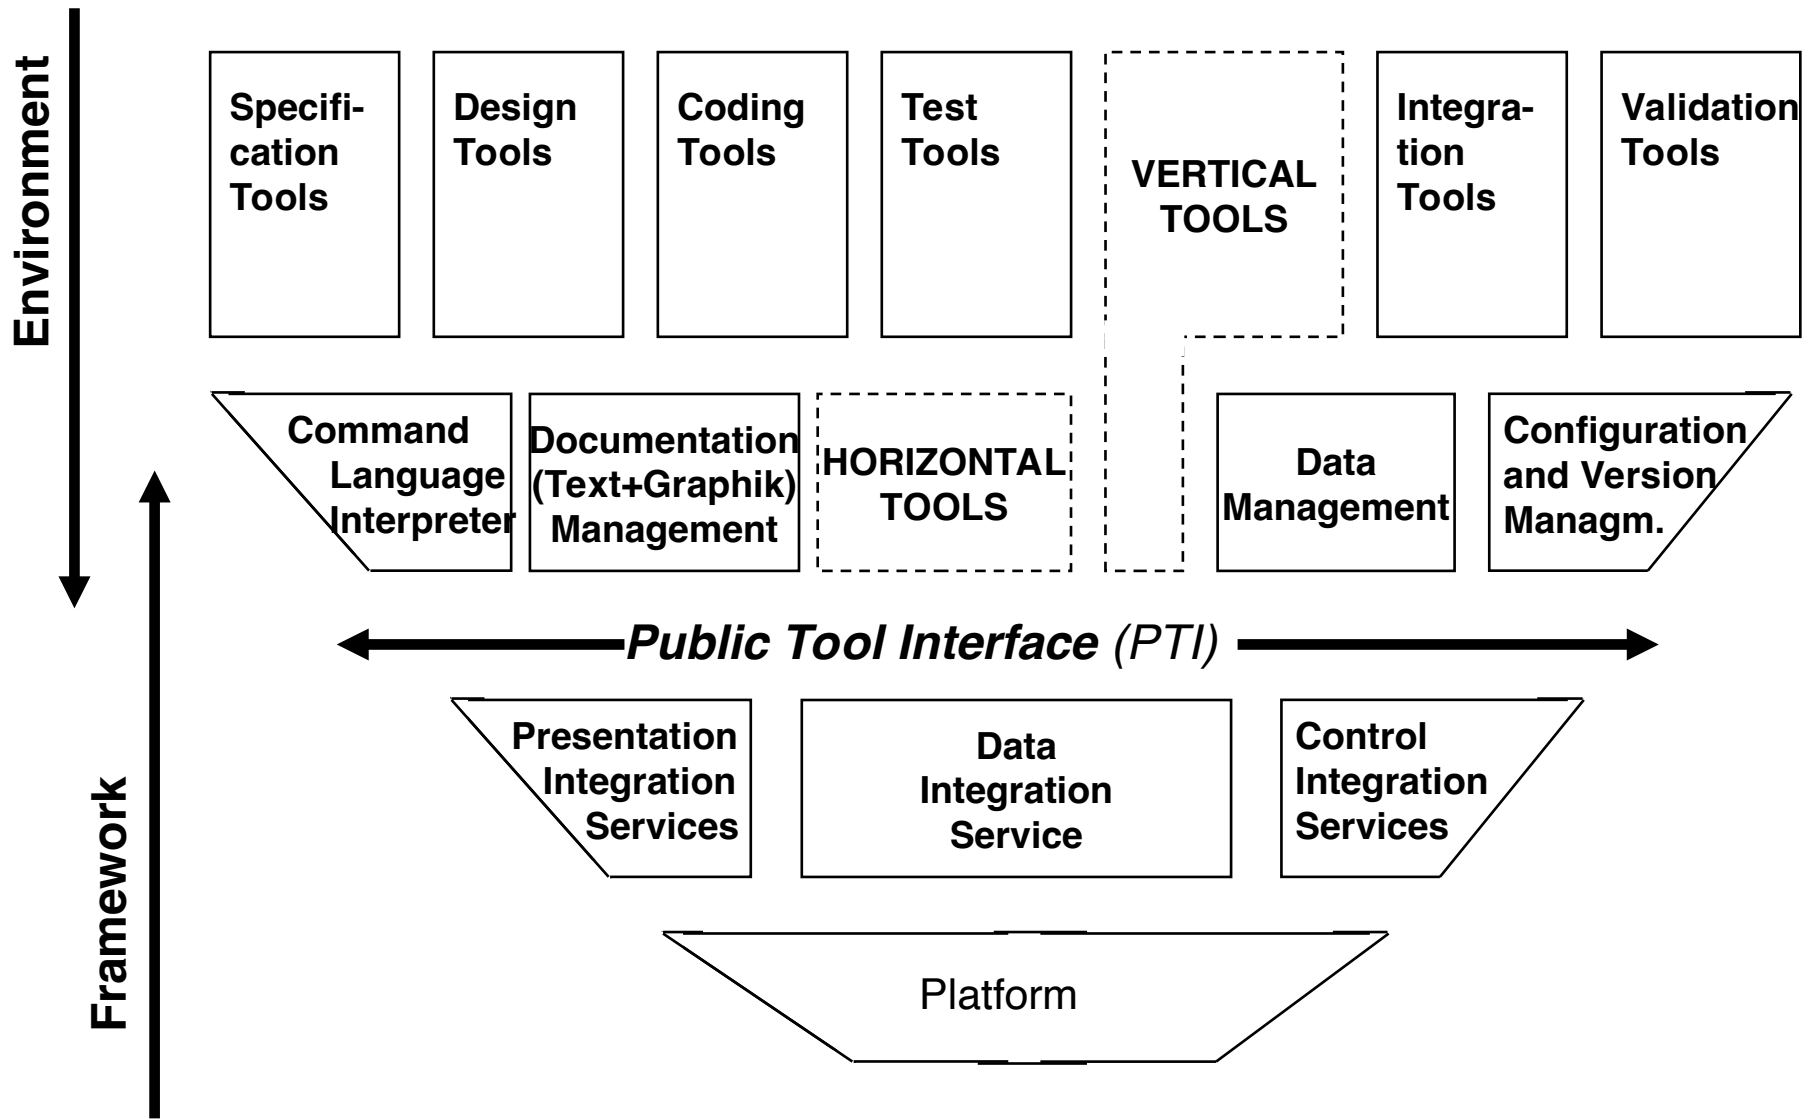 Environment
Specifi-
cation
Tools
Design
Tools
Coding
Tools
Test
Tools
VERTICAL
TOOLS
Integra-
tion
Tools
Validation
Tools
Command
Language
Interpreter
Documentation
(Text+Graphik)
Management
HORIZONTAL
TOOLS
Data
Management
Configuration
and Version
Managm.
Public Tool Interface (PTI)
Framework
Presentation
Integration
Services
Data
Integration
Service
Control
Integration
Services
Platform